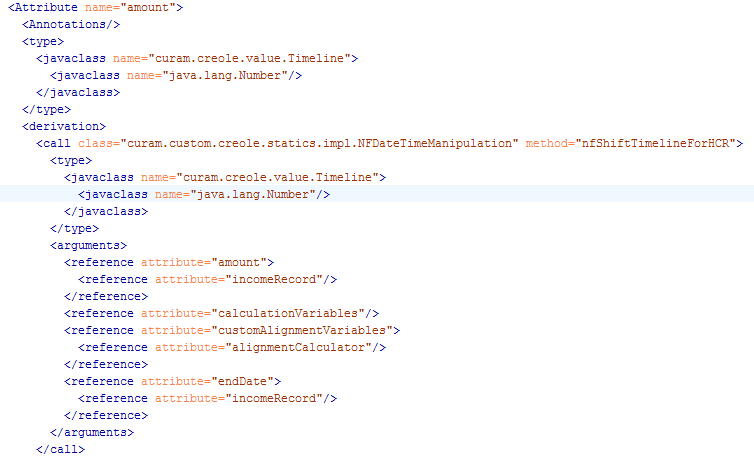 <Attribute name="amount">
<Annotations/>
<type>
<javaclass name="curam.creole.value.Timeline">
<javaclass name="java.lang.Number"/>
</javaclass>
</type>
<derivation>
<call class="curam.custom.creole.statics.impl.NFDateTimeManipulation" method="nfShiftTimelineForHCR">
<type>
<javaclass name="curam.creole.value.Timeline">
<javaclass name="java.lang.Number"/>
</javaclass>
</type>
<arguments>
<reference attribute="amount">
<reference attribute="incomeRecord"/>
</reference>
<reference attribute="calculationVariables"/>
<reference attribute="customAlignmentVariables">
<reference attribute="alignmentCalculator"/>
</reference>
<reference attribute="endDate">
<reference attribute="incomeRecord"/>
</reference>
</arguments>
</call>